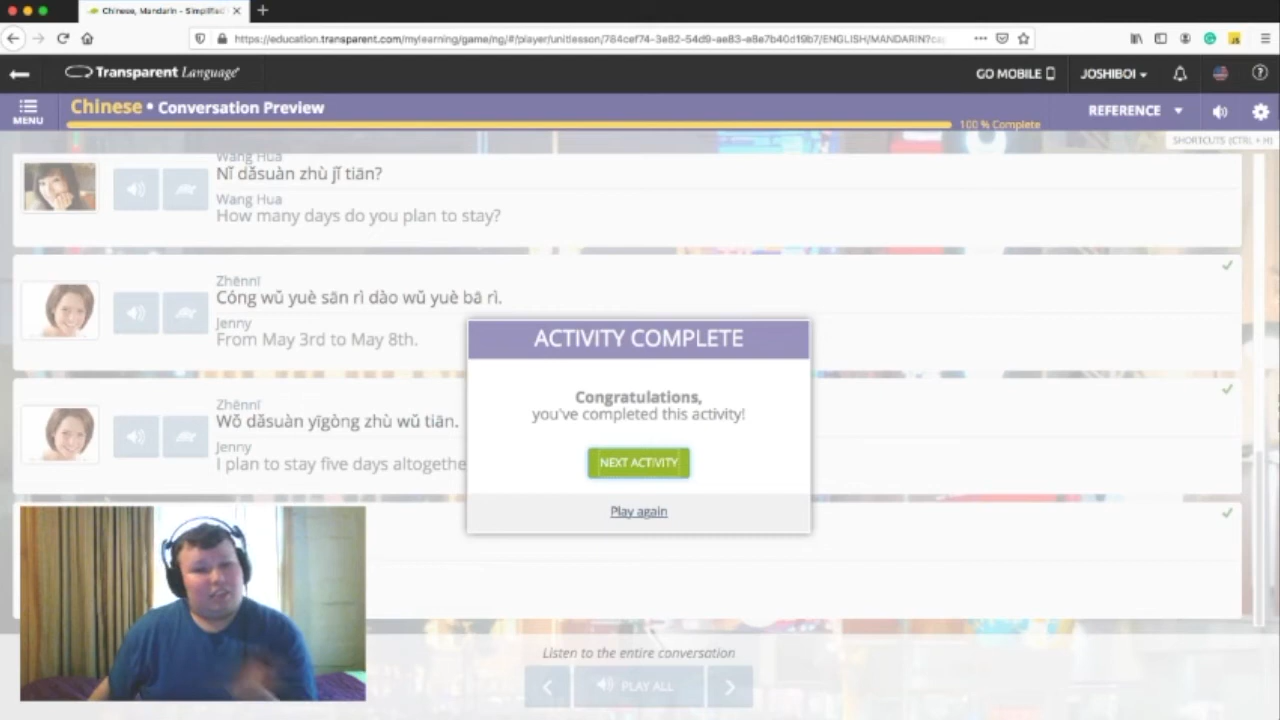 Chinese, Mandarin - Simplified
https://education.transparent.com/mylearning/game/ng/#/player/unitlesson/784cef74-3e82-54d9-ae83-e8e7b40d19b7/ENGLISH/MANDARIN?ca
Transparent Language
GO MOBILE
JOSHIBOI
MENU
Chinese • Conversation Preview
100 % Complete
REFERENCE
SHORTCUTS (CTRL + H)
Wang Hua
Nǐ dǎsuàn zhù jǐ tiān?
Wang Hua
How many days do you plan to stay?
Zhēnnī
Cóng wǔ yuè sān rì dào wǔ yuè bā rì.
Jenny
From May 3rd to May 8th.
Zhēnnī
Wǒ dǎsuàn yīgòng zhù wǔ tiān.
Jenny
I plan to stay five days altogethe
ACTIVITY COMPLETE
Congratulations,
you've completed this activity!
NEXT ACTIVITY
Play again
Listen to the entire conversation
PLAY ALL